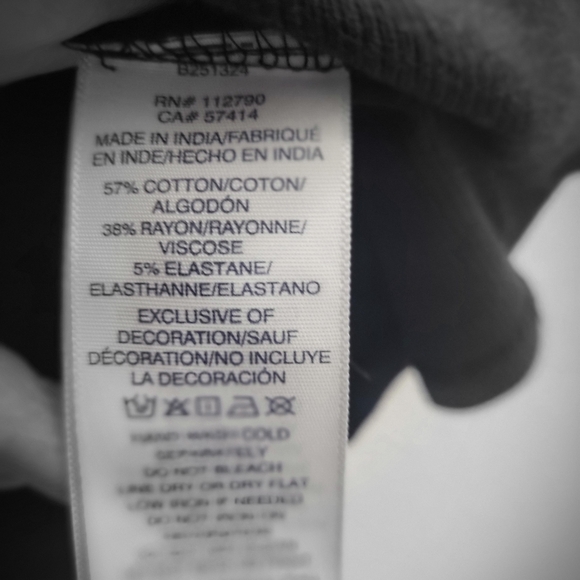 B251324
RN# 112790
CA# 57414
MADE IN INDIA/FABRIQUÉ
EN INDE/HECHO EN INDIA
57% COTTON/COTON/
ALGODÓN
38% RAYON/RAYONNE/
VISCOSE
5% ELASTANE/
ELASTHANNE/ELASTANO
EXCLUSIVE OF
DECORATION/SAUF
DÉCORATION/NO INCLUYE
LA DECORACIÓN
HAND WASH COLD
SEPARATELY
DO NOT BLEACH
LINE DRY OR DRY FLAT
LOW IRON IF NEEDED
DO NOT IRON ON
DECORATION